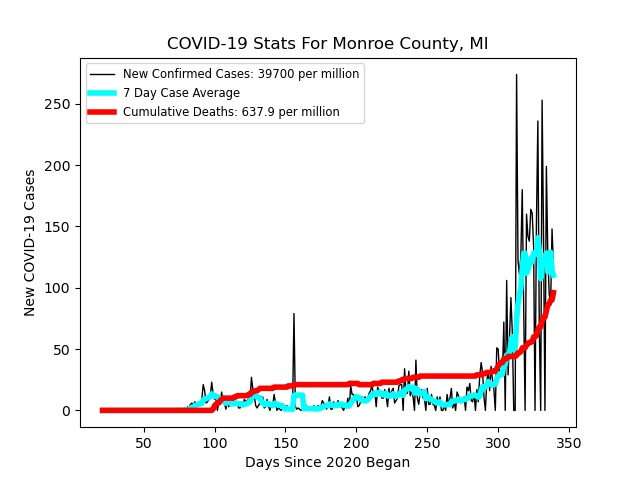 COVID-19 Stats For Monroe County, MI
New Confirmed Cases: 39700 per million
7 Day Case Average
Cumulative Deaths: 637.9 per million
New COVID-19 Cases
250
200
150
100
50
0
50 100 150 200 250 300 350
Days Since 2020 Began